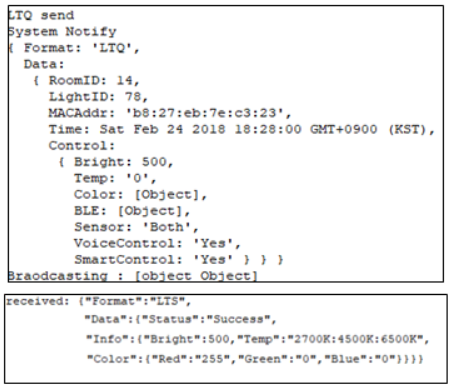 LTQ send
System Notify
{ Format: 'LTQ',
Data:
{ RoomID: 14,
LightID: 78,
MACAddr: 'b8:27:eb:7e:c3:23',
Time: Sat Feb 24 2018 18:28:00 GMT+0900 (KST),
Control:
{ Bright: 500,
Temp: '0',
Color: [Object],
BLE: [Object],
Sensor: 'Both',
VoiceControl: 'Yes',
SmartControl: 'Yes' } } }
Braodcasting : [object Object]
received: {"Format":"LTS",
"Data":{"Status":"Success",
"Info":{"Bright":500,"Temp":"2700K:4500K:6500K",
"Color":{"Red":"255","Green":"0","Blue":"0"}}}}